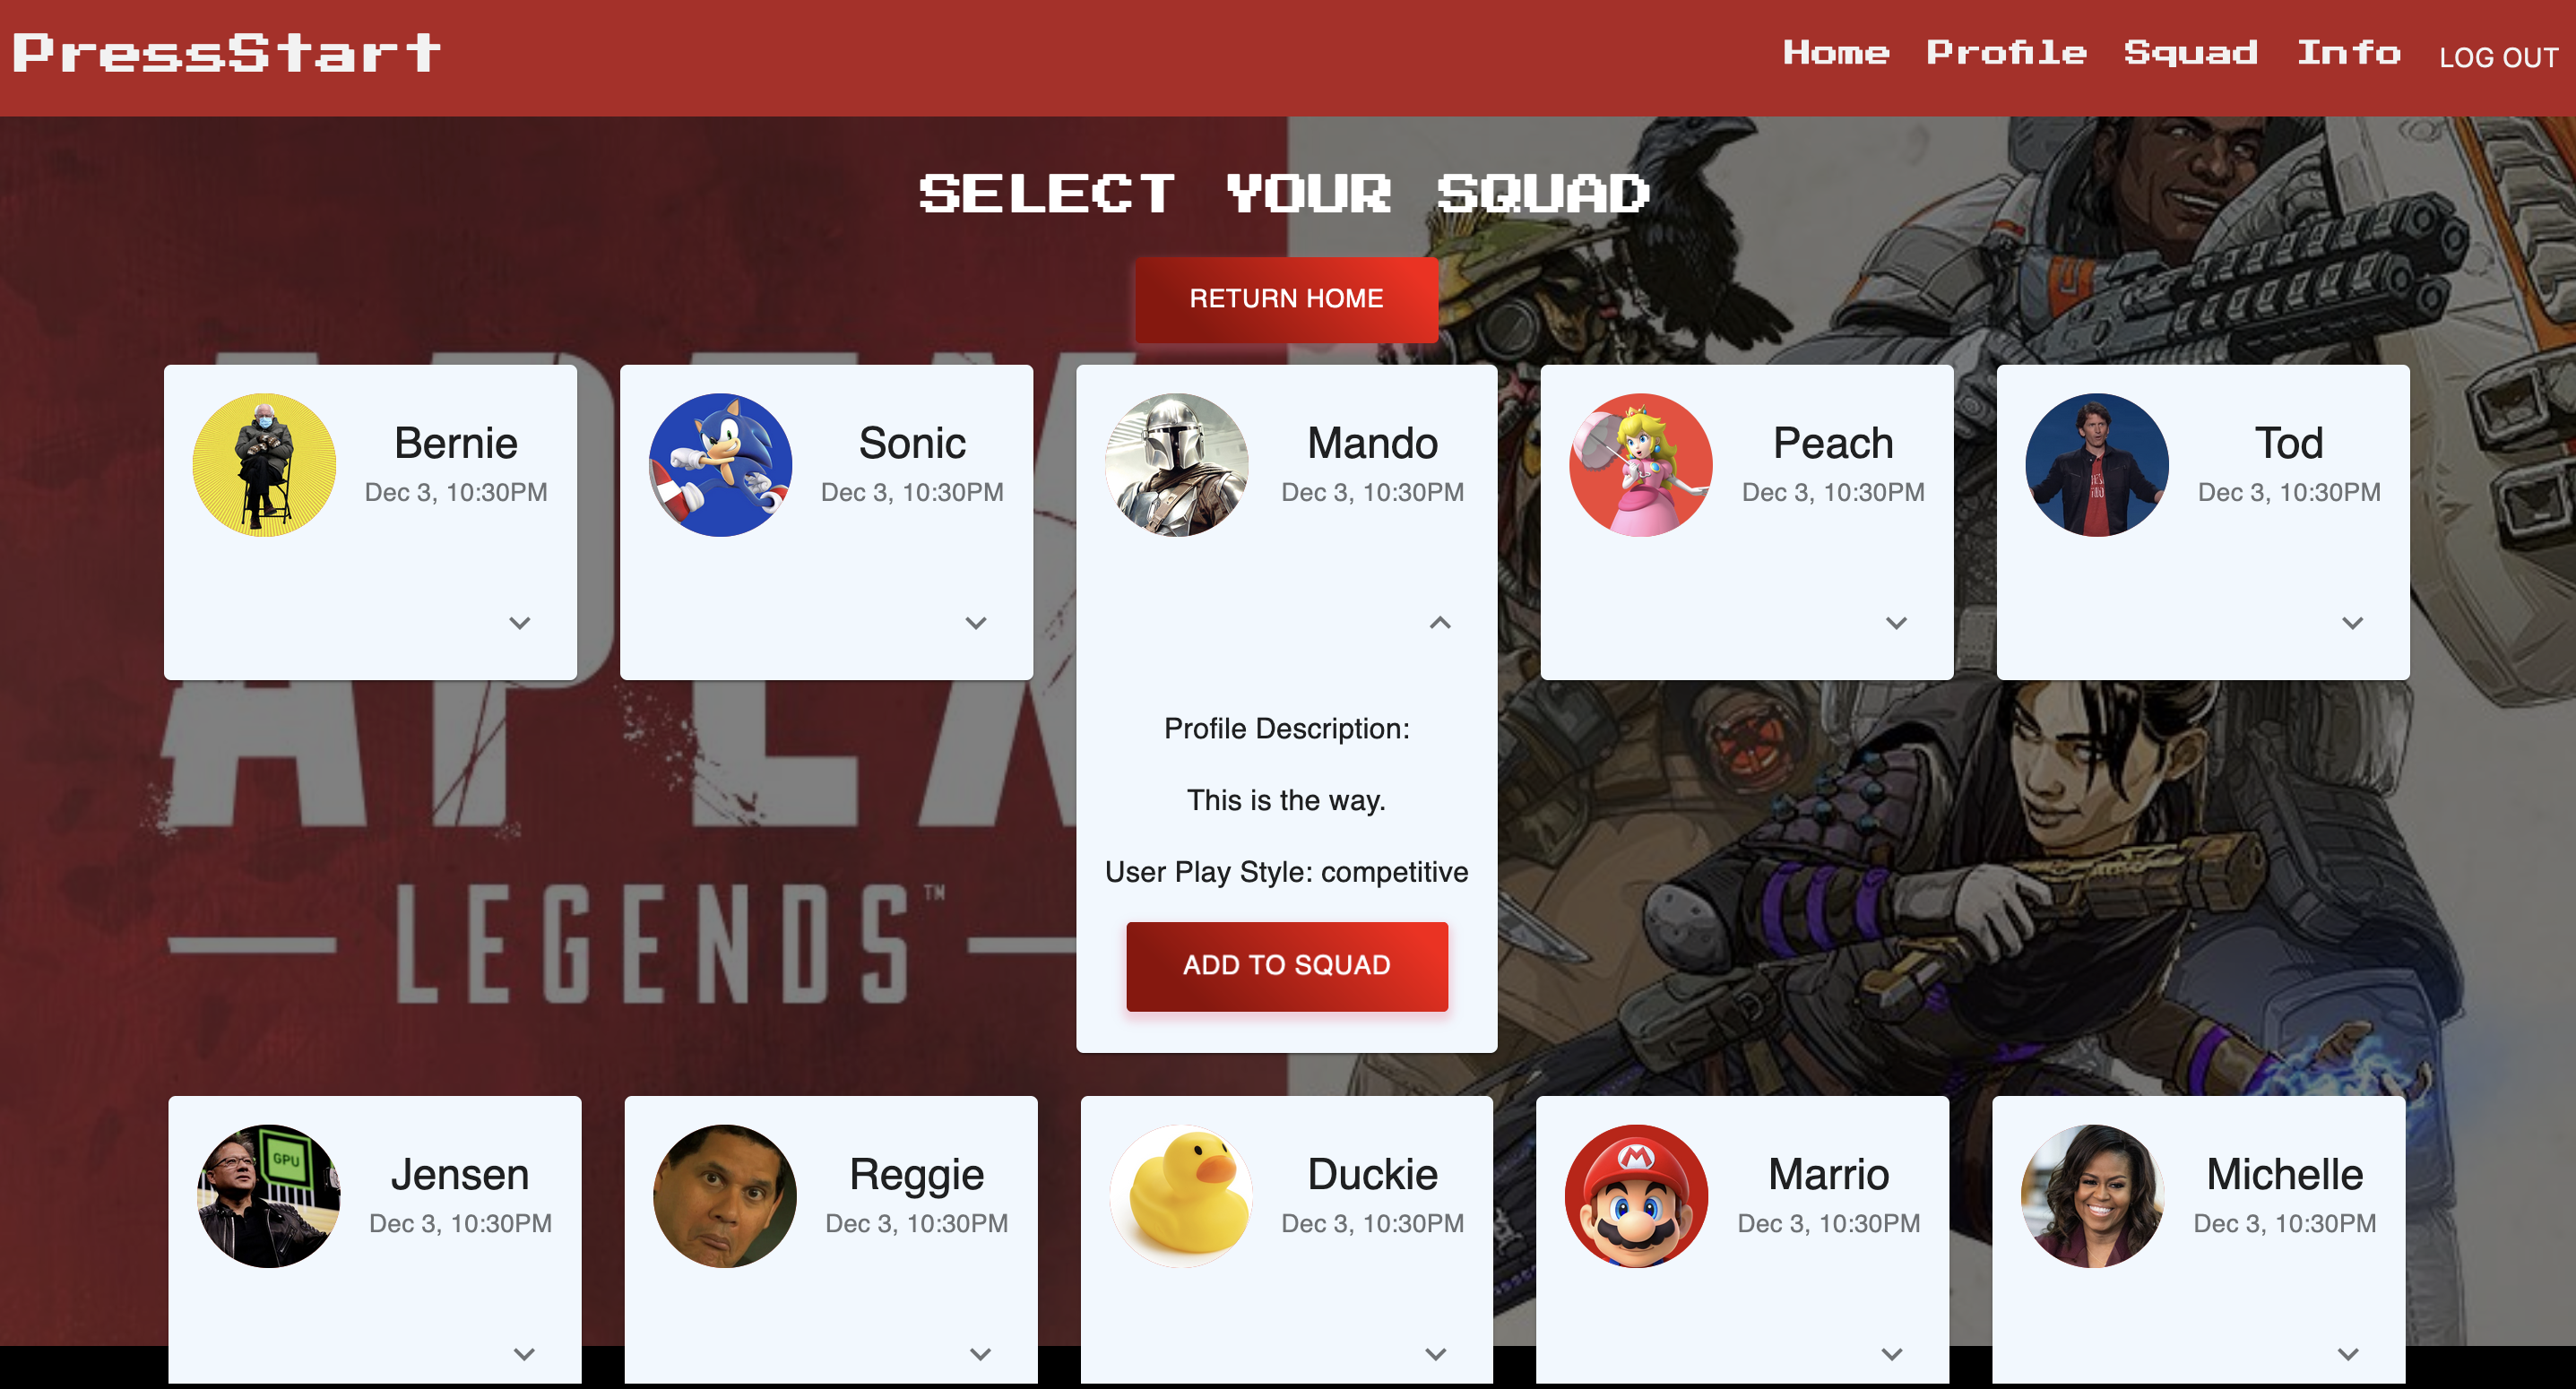 PressStart
Home Profile Squad Info LOG OUT
SELECT YOUR SQUAD
RETURN HOME
Bernie
Dec 3, 10:30PM
Sonic
Dec 3, 10:30PM
Mando
Dec 3, 10:30PM
Profile Description:
This is the way.
User Play Style: competitive
ADD TO SQUAD
Peach
Dec 3, 10:30PM
Tod
Dec 3, 10:30PM
LEGENDS™
GPU
Jensen
Dec 3, 10:30PM
Reggie
Dec 3, 10:30PM
Duckie
Dec 3, 10:30PM
M
Marrio
Dec 3, 10:30PM
Michelle
Dec 3, 10:30PM